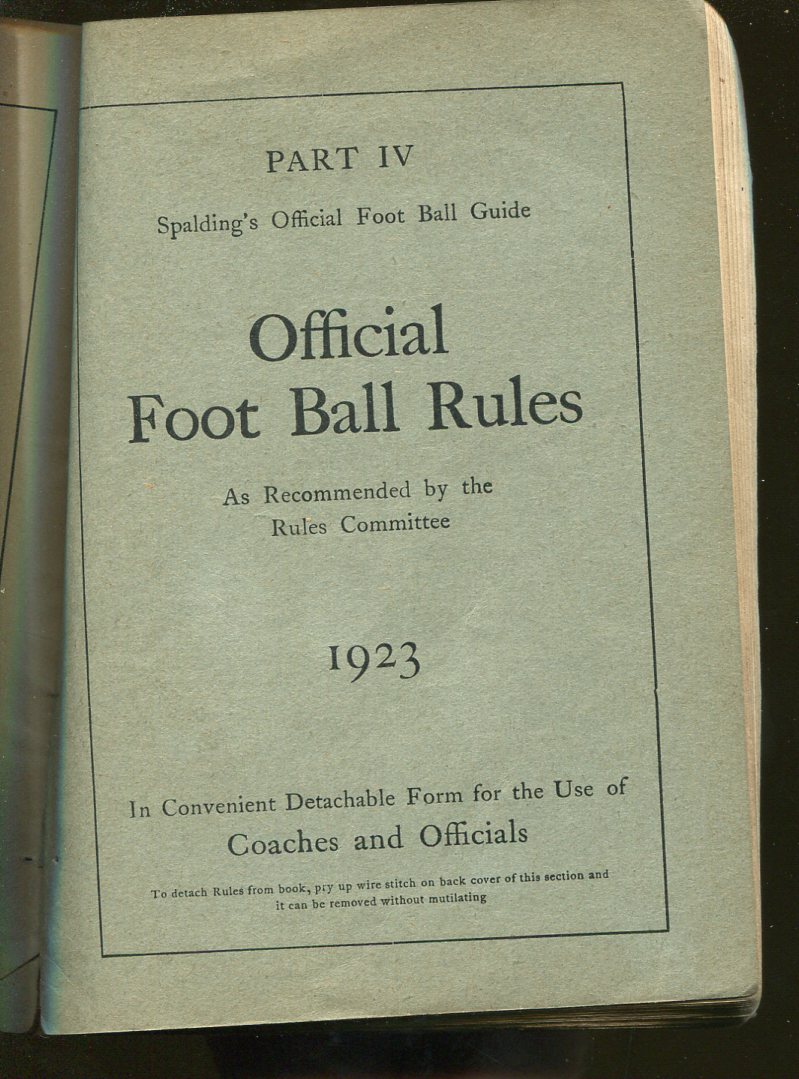 PART IV
Spalding's Official Foot Ball Guide
Official
Foot Ball Rules
As Recommended by the
Rules Committee
1923
In Convenient Detachable Form for the Use of
Coaches and Officials
To detach Rules from book, pry up wire stitch on back cover of this section and
it can be removed without mutilating